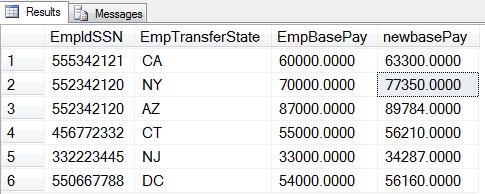 Results Messages
EmpIdSSN EmpTransferState EmpBasePay newbasePay
1 555342121 CA 60000.0000 63300.0000
2 552342120 NY 70000.0000 77350.0000
3 552342120 AZ 87000.0000 89784.0000
4 456772332 CT 55000.0000 56210.0000
5 332223445 NJ 33000.0000 34287.0000
6 550667788 DC 54000.0000 56160.0000